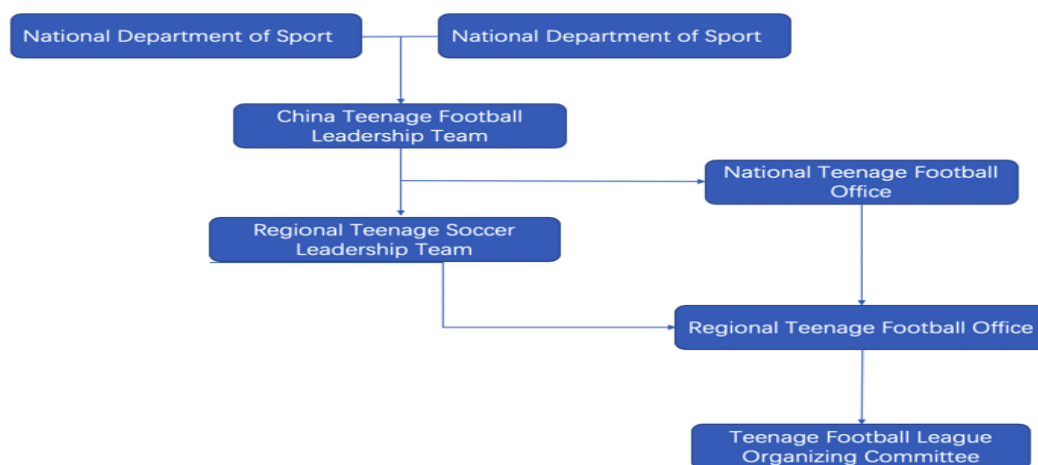 National Department of Sport
National Department of Sport
China Teenage Football
Leadership Team
National Teenage Football
Office
Regional Teenage Soccer
Leadership Team
Regional Teenage Football Office
Teenage Football League
Organizing Committee